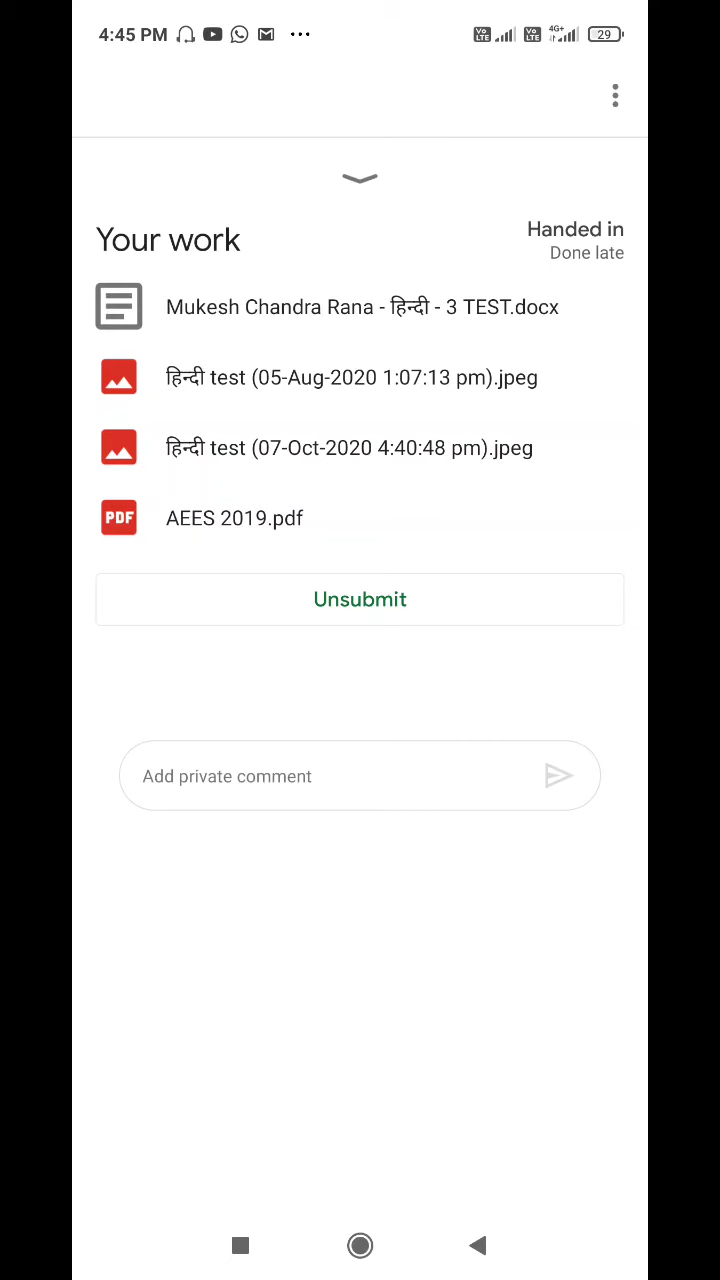 4:45 PM
29
4G+
Your work
Handed in
Done late
Mukesh Chandra Rana - हिन्दी - 3 TEST.docx
हिन्दी test (05-Aug-2020 1:07:13 pm).jpeg
हिन्दी test (07-Oct-2020 4:40:48 pm).jpeg
PDF AEES 2019.pdf
Unsubmit
Add private comment